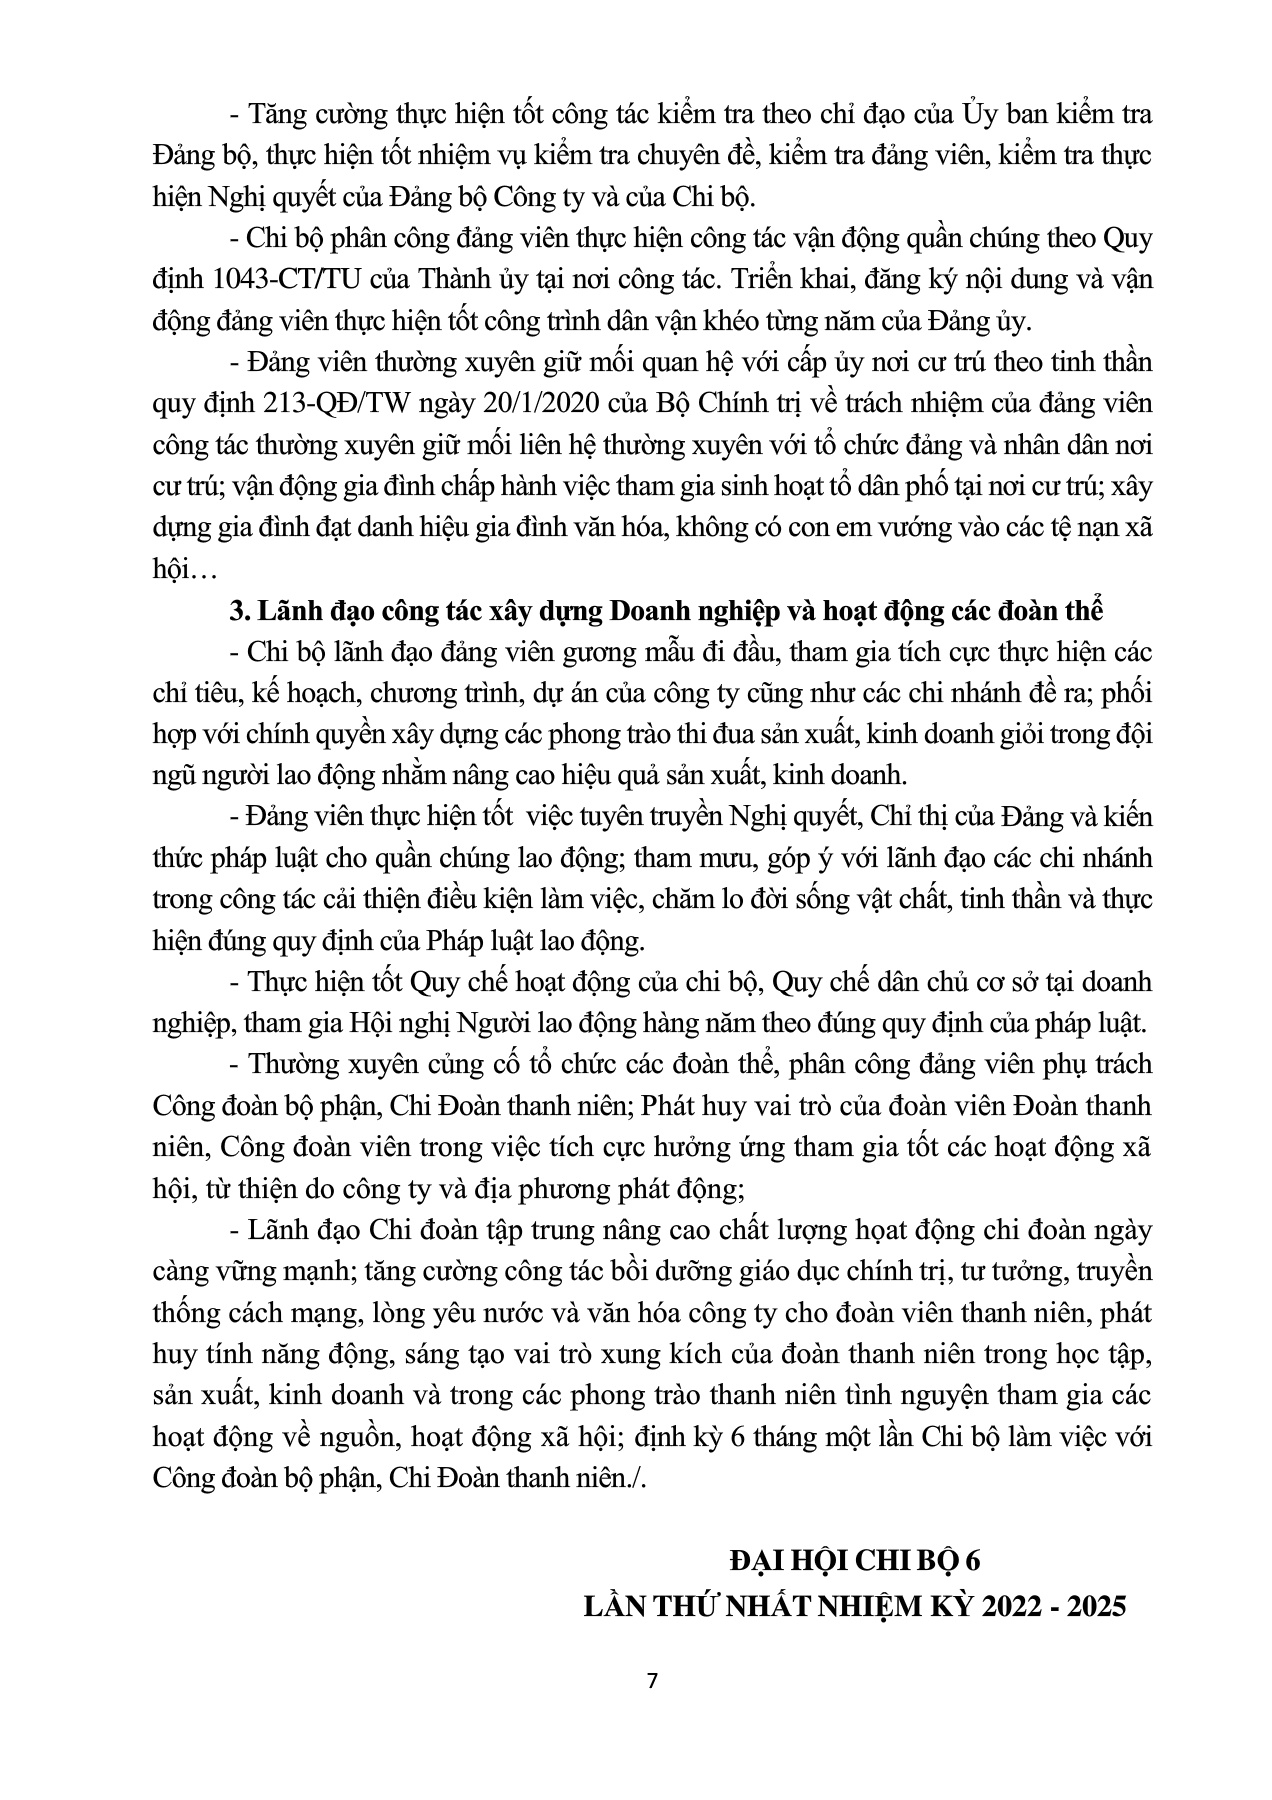 - Tăng cường thực hiện tốt công tác kiểm tra theo chỉ đạo của Ủy ban kiểm tra
Đảng bộ, thực hiện tốt nhiệm vụ kiểm tra chuyên đề, kiểm tra đảng viên, kiểm tra thực
hiện Nghị quyết của Đảng bộ Công ty và của Chi bộ.
- Chi bộ phân công đảng viên thực hiện công tác vận động quần chúng theo Quy
định 1043-CT/TU của Thành ủy tại nơi công tác. Triển khai, đăng ký nội dung và vận
động đảng viên thực hiện tốt công trình dân vận khéo từng năm của Đảng ủy.
- Đảng viên thường xuyên giữ mối quan hệ với cấp ủy nơi cư trú theo tinh thần
quy định 213-QĐ/TW ngày 20/1/2020 của Bộ Chính trị về trách nhiệm của đảng viên
công tác thường xuyên giữ mối liên hệ thường xuyên với tổ chức đảng và nhân dân nơi
cư trú; vận động gia đình chấp hành việc tham gia sinh hoạt tổ dân phố tại nơi cư trú; xây
dựng gia đình đạt danh hiệu gia đình văn hóa, không có con em vướng vào các tệ nạn xã
hội…
3. Lãnh đạo công tác xây dựng Doanh nghiệp và hoạt động các đoàn thể
- Chi bộ lãnh đạo đảng viên gương mẫu đi đầu, tham gia tích cực thực hiện các
chỉ tiêu, kế hoạch, chương trình, dự án của công ty cũng như các chi nhánh đề ra; phối
hợp với chính quyền xây dựng các phong trào thi đua sản xuất, kinh doanh giỏi trong đội
ngũ người lao động nhằm nâng cao hiệu quả sản xuất, kinh doanh.
- Đảng viên thực hiện tốt việc tuyên truyền Nghị quyết, Chỉ thị của Đảng và kiến
thức pháp luật cho quần chúng lao động; tham mưu, góp ý với lãnh đạo các chi nhánh
trong công tác cải thiện điều kiện làm việc, chăm lo đời sống vật chất, tinh thần và thực
hiện đúng quy định của Pháp luật lao động.
- Thực hiện tốt Quy chế hoạt động của chi bộ, Quy chế dân chủ cơ sở tại doanh
nghiệp, tham gia Hội nghị Người lao động hàng năm theo đúng quy định của pháp luật.
- Thường xuyên củng cố tổ chức các đoàn thể, phân công đảng viên phụ trách
Công đoàn bộ phận, Chi Đoàn thanh niên; Phát huy vai trò của đoàn viên Đoàn thanh
niên, Công đoàn viên trong việc tích cực hưởng ứng tham gia tốt các hoạt động xã
hội, từ thiện do công ty và địa phương phát động;
- Lãnh đạo Chi đoàn tập trung nâng cao chất lượng họat động chi đoàn ngày
càng vững mạnh; tăng cường công tác bồi dưỡng giáo dục chính trị, tư tưởng, truyền
thống cách mạng, lòng yêu nước và văn hóa công ty cho đoàn viên thanh niên, phát
huy tính năng động, sáng tạo vai trò xung kích của đoàn thanh niên trong học tập,
sản xuất, kinh doanh và trong các phong trào thanh niên tình nguyện tham gia các
hoạt động về nguồn, hoạt động xã hội; định kỳ 6 tháng một lần Chi bộ làm việc với
Công đoàn bộ phận, Chi Đoàn thanh niên./.
ĐẠI HỘI CHI BỘ 6
LẦN THỨ NHẤT NHIỆM KỲ 2022 - 2025
7